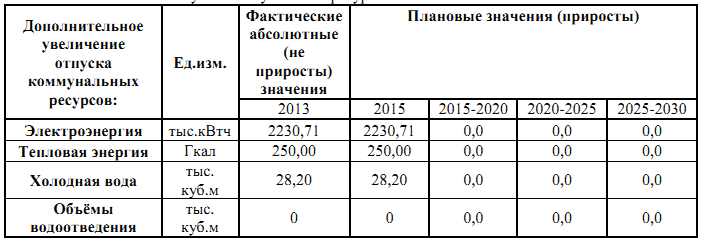 Дополнительное увеличение отпуска коммунальных ресурсов: Ед.изм. Фактические абсолютные (не приросты) значения Плановые значения (приросты)
2013 2015 2015-2020 2020-2025 2025-2030
Электроэнергия тыс.кВтч 2230,71 2230,71 0,0 0,0 0,0
Тепловая энергия Гкал 250,00 250,00 0,0 0,0 0,0
Холодная вода тыс. куб.м 28,20 28,20 0,0 0,0 0,0
Объёмы водоотведения тыс. куб.м 0 0 0,0 0,0 0,0